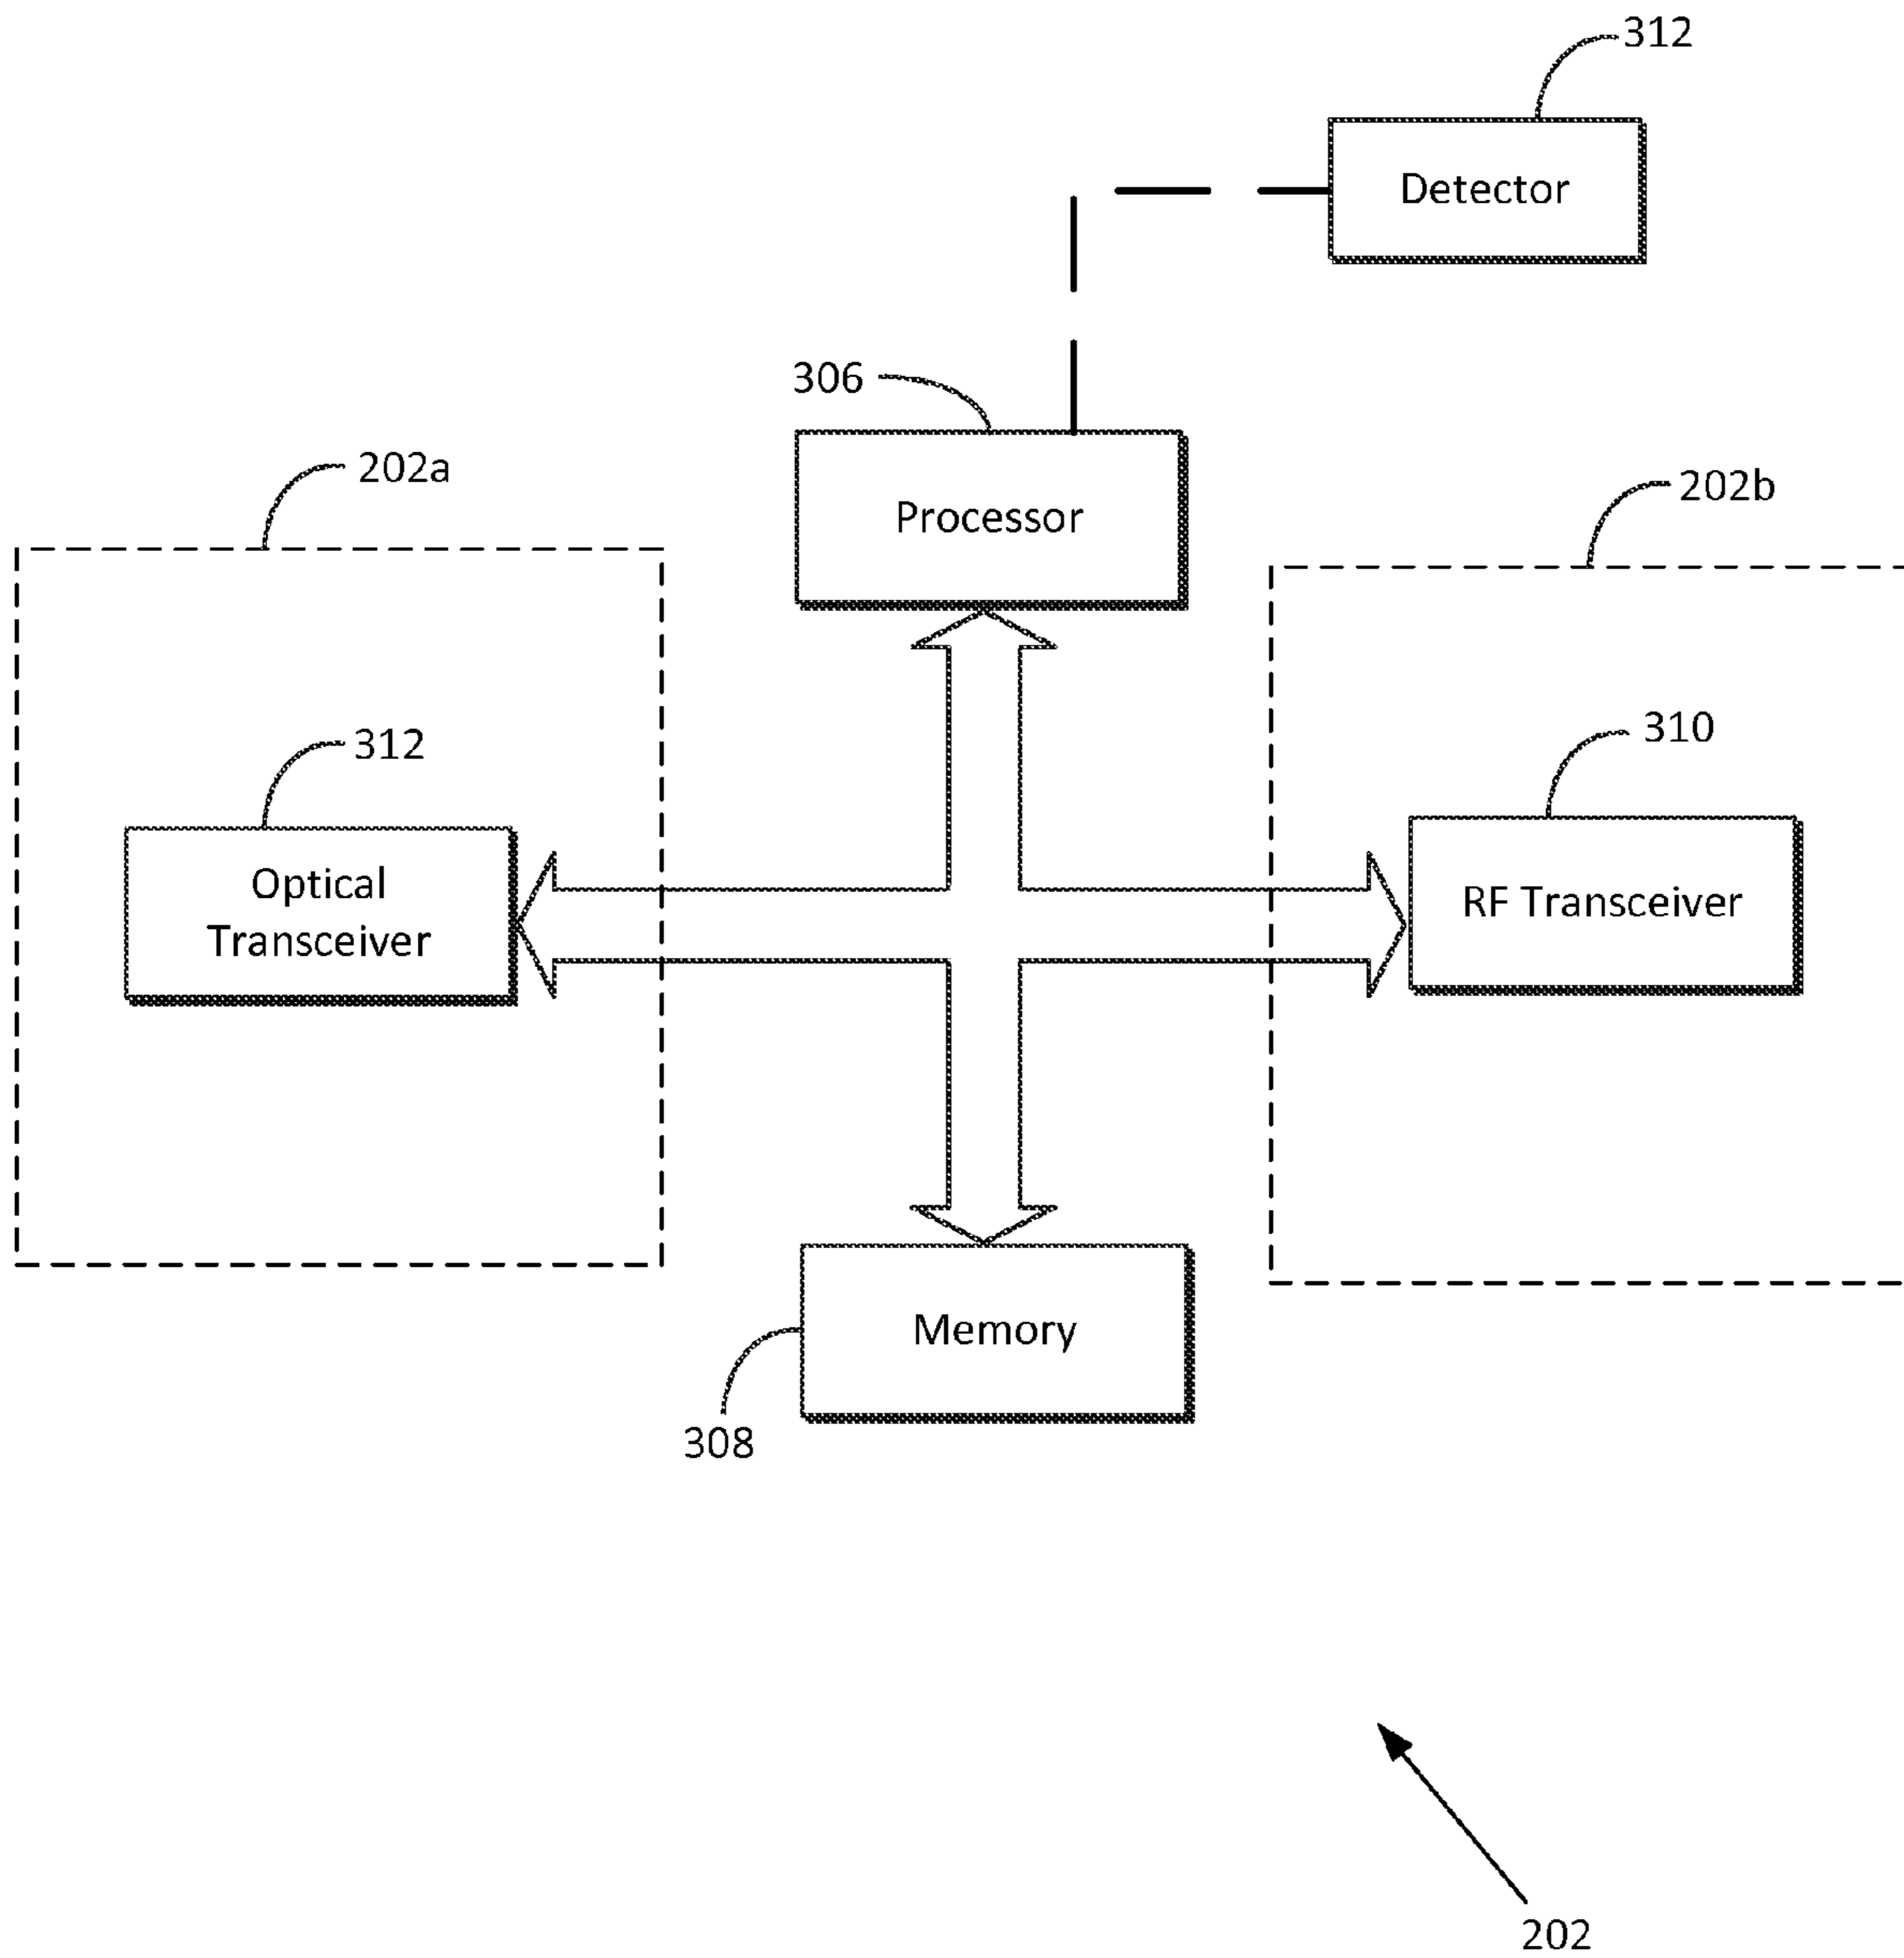 312
Detector
306
Processor
202a
202b
312
Optical
Transceiver
310
RF Transceiver
Memory
308
202